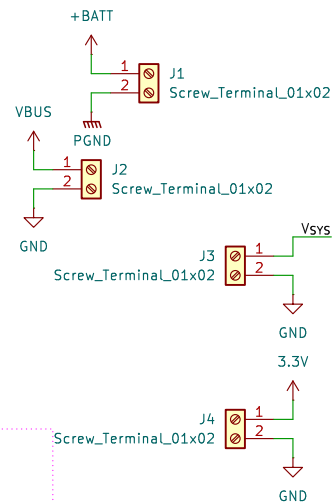 +BATT
1
2
J1
Screw_Terminal_01x02
PGND
VBUS
1
2
J2
Screw_Terminal_01x02
GND
VSYS
J3
1
Screw_Terminal_01x02
2
GND
3.3V
J4
1
Screw_Terminal_01x02
2
GND